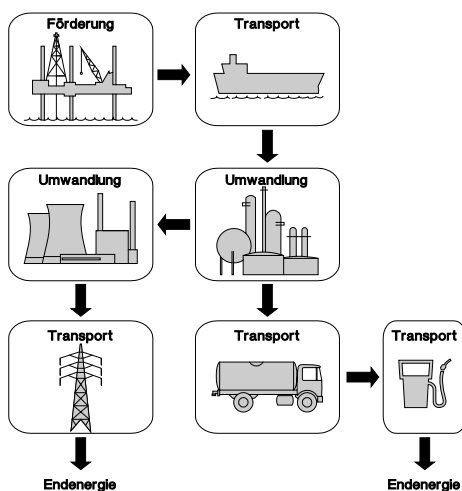 Förderung
Transport
Umwandlung
Umwandlung
Transport
Transport
Transport
Endenergie
Endenergie